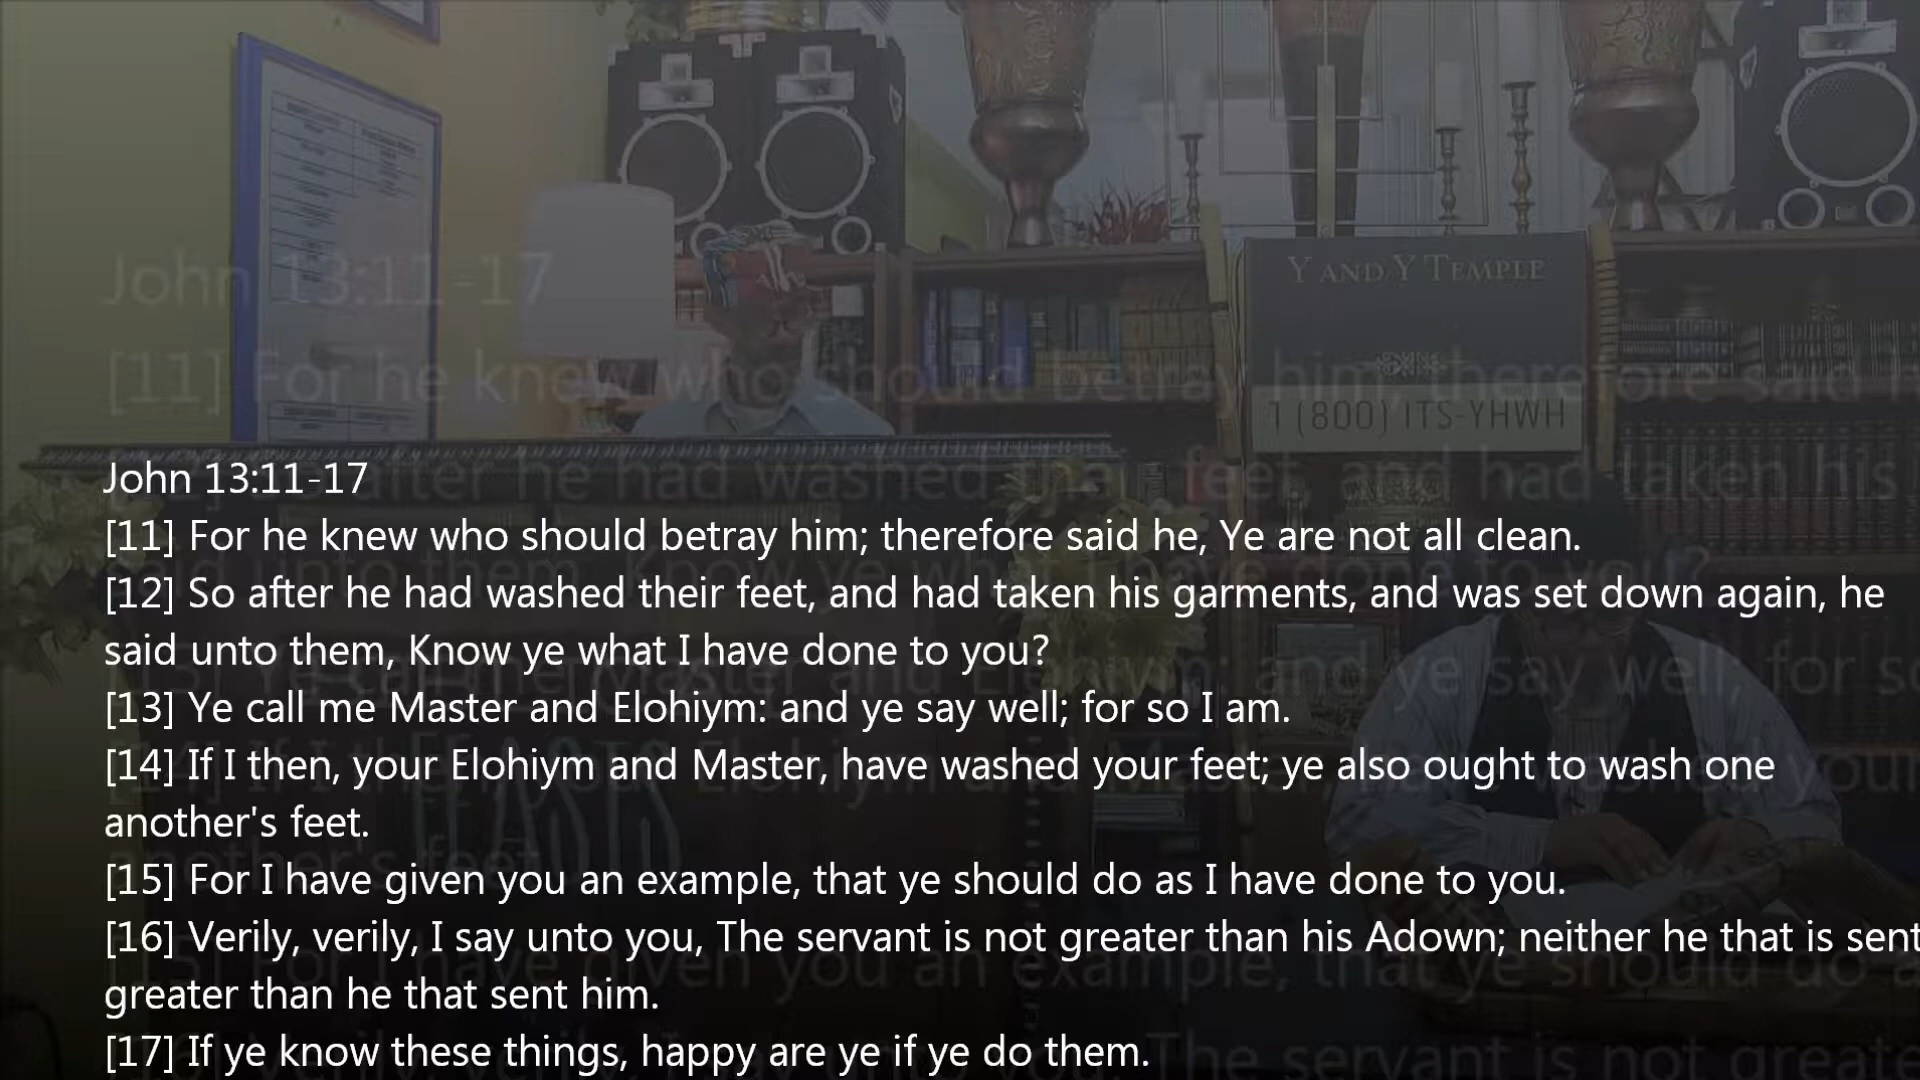 Y AND Y TEMPLE
1 (800) ITS-YHWH
John 13:11-17
[11] For he knew who should betray him; therefore said he, Ye are not all clean.
[12] So after he had washed their feet, and had taken his garments, and was set down again, he
said unto them, Know ye what I have done to you?
[13] Ye call me Master and Elohiym: and ye say well; for so I am.
[14] If I then, your Elohiym and Master, have washed your feet; ye also ought to wash one
another's feet.
[15] For I have given you an example, that ye should do as I have done to you.
[16] Verily, verily, I say unto you, The servant is not greater than his Adown; neither he that is sent
greater than he that sent him.
[17] If ye know these things, happy are ye if ye do them.
FEASTS